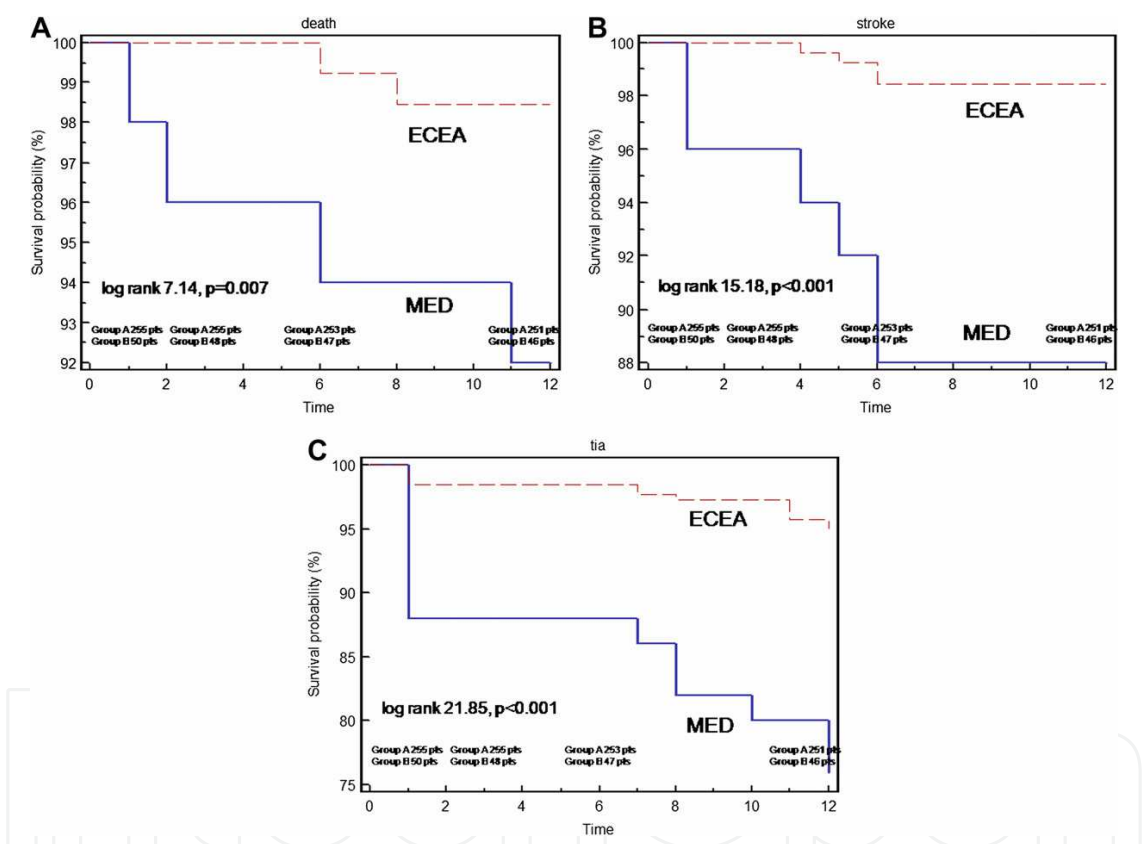 A
death
100
99
98
97
96
95
94
93
92
Survival probability (%)
ECEA
MED
log rank 7.14, p=0.007
Group A 255 pts Group A 255 pts Group A 253 pts Group A 251 pts
Group B 50 pts Group B 48 pts Group B 47 pts Group B 46 pts
0 2 4 6 8 10 12
Time
B
stroke
100
98
96
94
92
90
88
Survival probability (%)
ECEA
log rank 15.18, p<0.001
MED
Group A 255 pts Group A 255 pts Group A 253 pts Group A 251 pts
Group B 50 pts Group B 48 pts Group B 47 pts Group B 46 pts
0 2 4 6 8 10 12
Time
C
tia
100
95
90
85
80
75
Survival probability (%)
ECEA
log rank 21.85, p<0.001
MED
Group A 255 pts Group A 255 pts Group A 253 pts Group A 251 pts
Group B 50 pts Group B 48 pts Group B 47 pts Group B 46 pts
0 2 4 6 8 10 12
Time